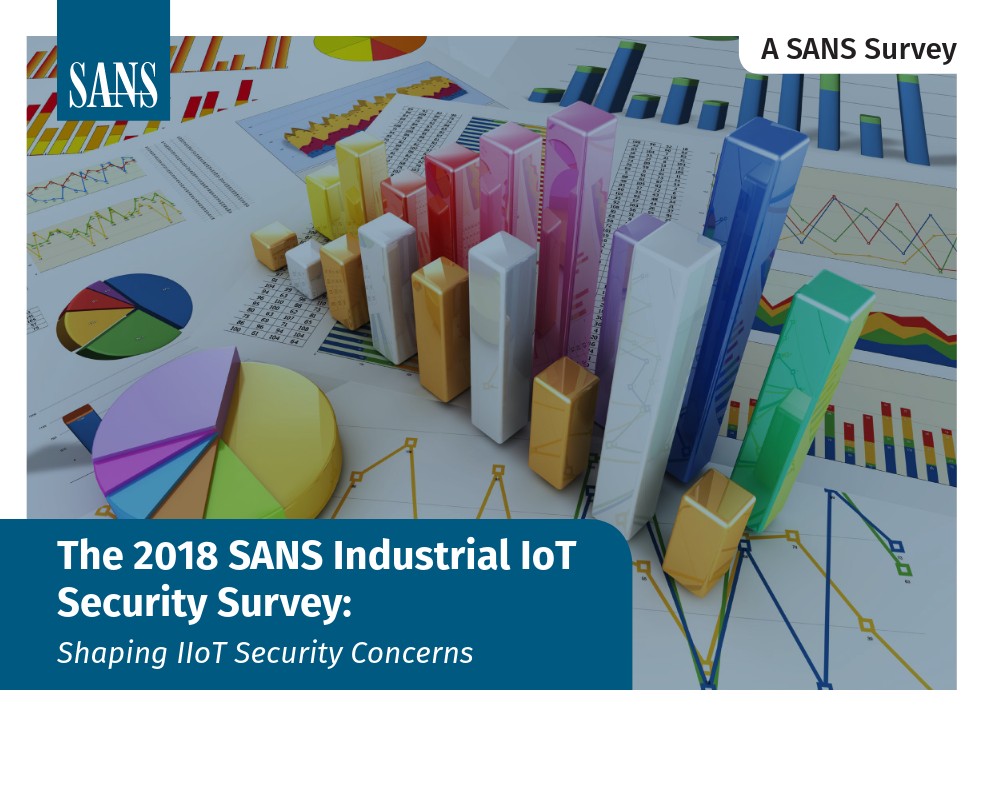 SANS
A SANS Survey
The 2018 SANS Industrial IoT
Security Survey:
Shaping IIoT Security Concerns